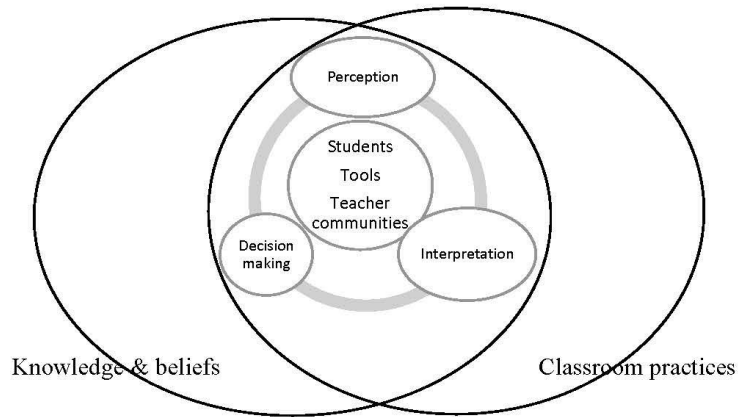 Perception
Students
Tools
Teacher
communities
Decision
making
Interpretation
Knowledge & beliefs
Classroom practices